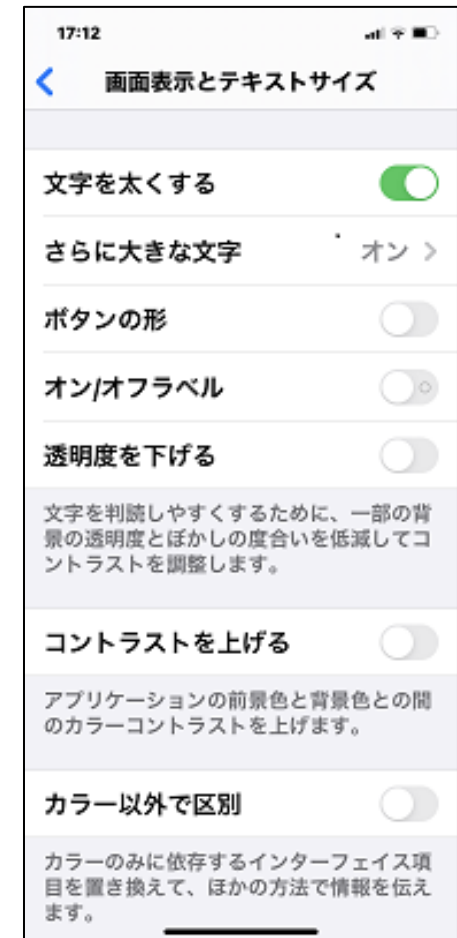 17:12
画面表示とテキストサイズ
文字を太くする
さらに大きな文字 オン
ボタンの形
オン/オフラベル
透明度を下げる
文字を判読しやすくするために、一部の背
景の透明度とぼかしの度合いを低減してコ
ントラストを調整します。
コントラストを上げる
アプリケーションの前景色と背景色との間
のカラーコントラストを上げます。
カラー以外で区別
カラーのみに依存するインターフェイス項
目を置き換えて、ほかの方法で情報を伝え
ます。